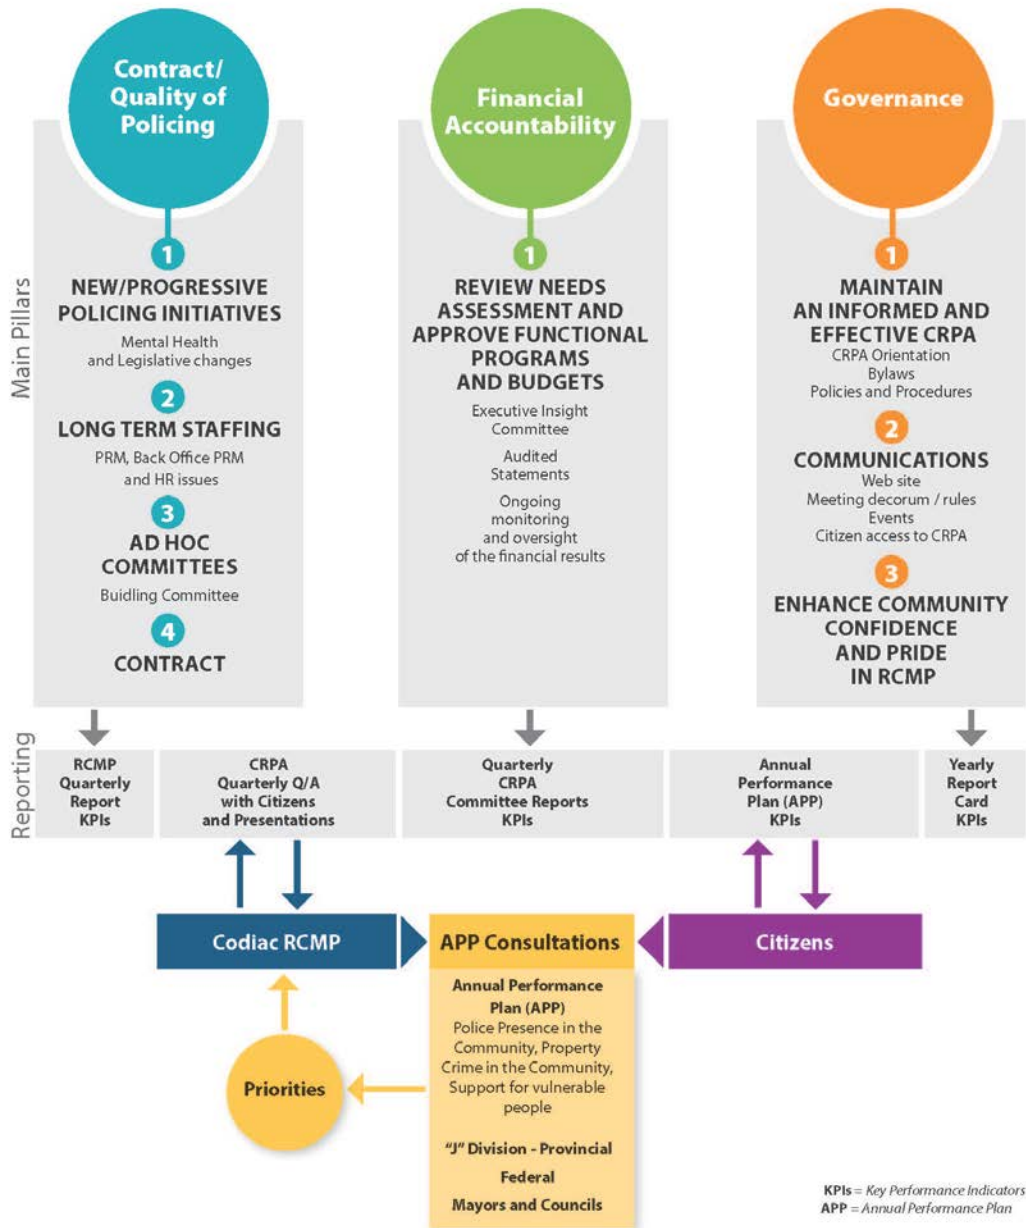 Contract/
Quality of
Policing
Financial
Accountability
Governance
Main Pillars
1
NEW/PROGRESSIVE
POLICING INITIATIVES
Mental Health
and Legislative changes
2
LONG TERM STAFFING
PRM, Back Office PRM
and HR issues
3
AD HOC
COMMITTEES
Buidling Committee
4
CONTRACT
1
REVIEW NEEDS
ASSESSMENT AND
APPROVE FUNCTIONAL
PROGRAMS
AND BUDGETS
Executive Insight
Committee
Audited
Statements
Ongoing
monitoring
and oversight
of the financial results
1
MAINTAIN
AN INFORMED AND
EFFECTIVE CRPA
CRPA Orientation
Bylaws
Policies and Procedures
2
COMMUNICATIONS
Web site
Meeting decorum / rules
Events
Citizen access to CRPA
3
ENHANCE COMMUNITY
CONFIDENCE
AND PRIDE
IN RCMP
Reporting
RCMP
Quarterly
Report
KPIs
CRPA
Quarterly Q/A
with Citizens
and Presentations
Quarterly
CRPA
Committee Reports
KPIs
Annual
Performance
Plan (APP)
KPIs
Yearly
Report
Card
KPIs
Codiac RCMP
APP Consultations
Citizens
Annual Performance
Plan (APP)
Police Presence in the
Community, Property
Crime in the Community,
Support for vulnerable
people
"J" Division - Provincial
Federal
Mayors and Councils
Priorities
KPIs = Key Performance Indicators
APP = Annual Performance Plan